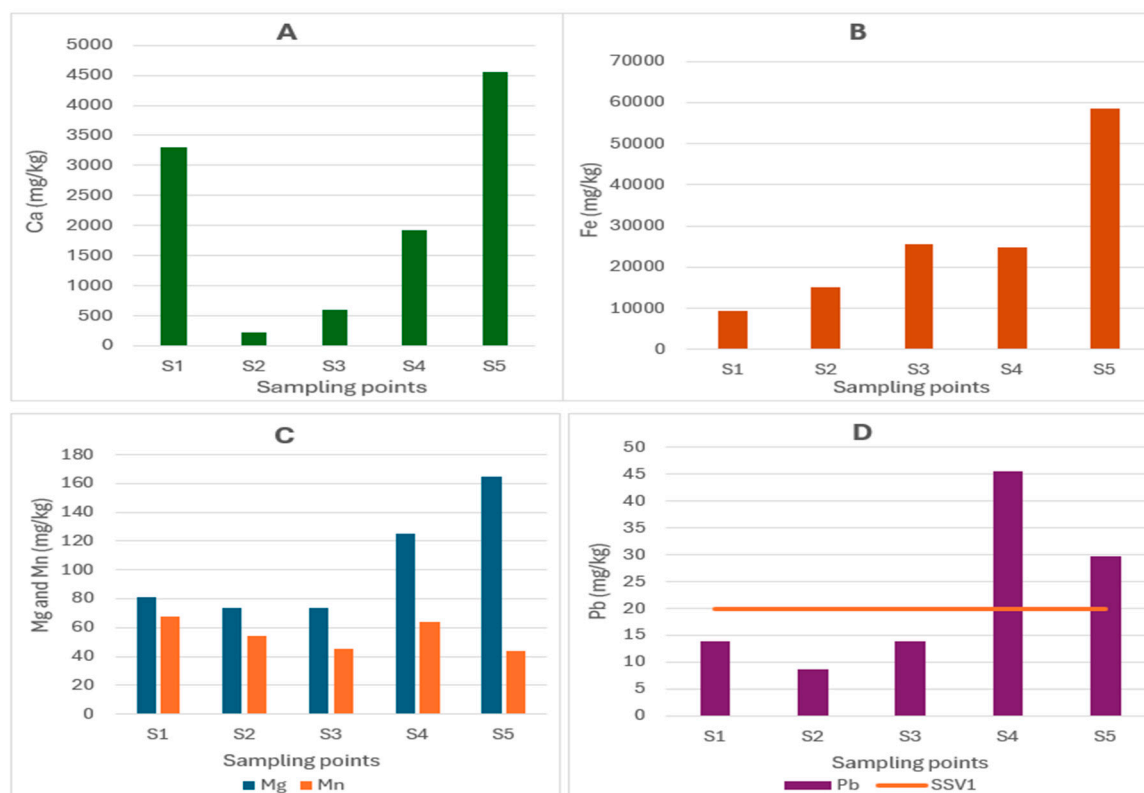 A
Ca (mg/kg)
5000
4500
4000
3500
3000
2500
2000
1500
1000
500
0
S1 S2 S3 S4 S5
Sampling points
B
Fe (mg/kg)
70000
60000
50000
40000
30000
20000
10000
0
S1 S2 S3 S4 S5
Sampling points
C
Mg and Mn (mg/kg)
180
160
140
120
100
80
60
40
20
0
S1 S2 S3 S4 S5
Sampling points
Mg Mn
D
Pb (mg/kg)
50
45
40
35
30
25
20
15
10
5
0
S1 S2 S3 S4 S5
Sampling points
Pb SSV1